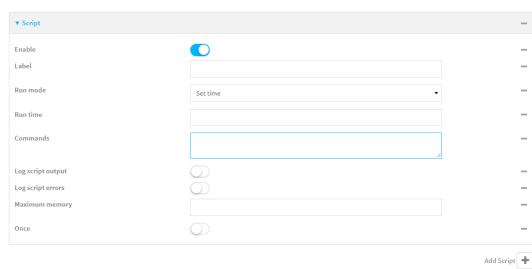 Script
Enable
Label
Run mode Set time
Run time
Commands
Log script output
Log script errors
Maximum memory
Once
Add Script